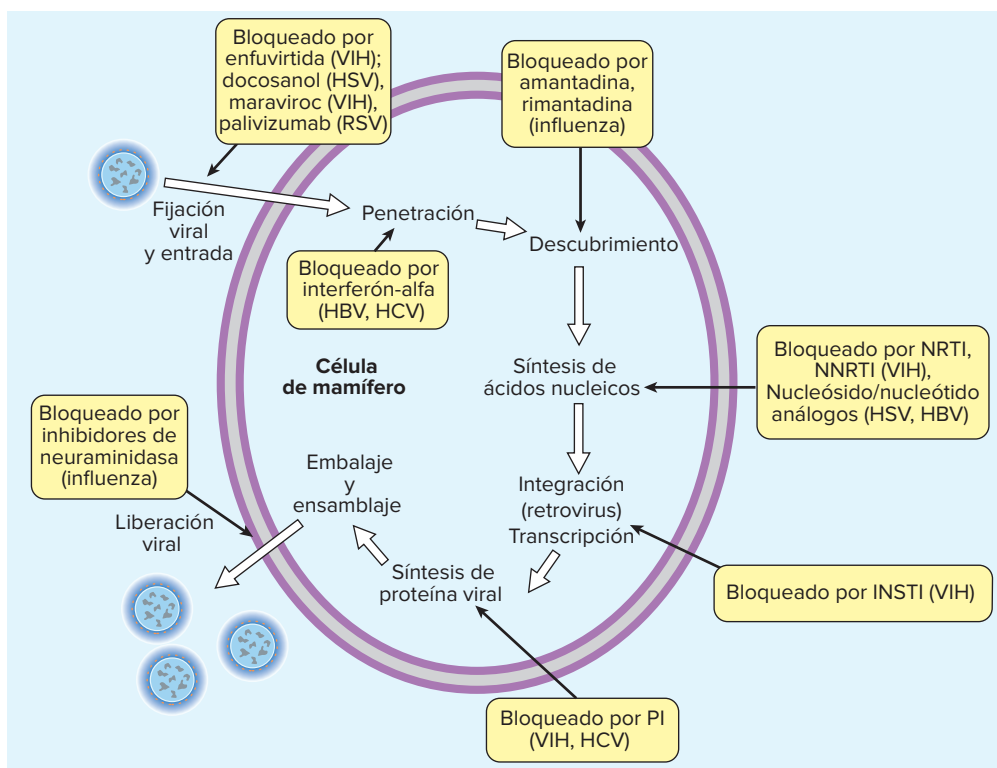 Bloqueado por
enfuvirtida (VIH);
docosanol (HSV),
maraviroc (VIH),
palivizumab (RSV)
Bloqueado por
amantadina,
rimantadina
(influenza)
Fijación
viral
y entrada
Penetración
Descubrimiento
Bloqueado por
interferón-alfa
(HBV, HCV)
Célula
de mamífero
Síntesis de
ácidos nucleicos
Bloqueado por NRTI,
NNRTI (VIH),
Nucleósido/nucleótido
análogos (HSV, HBV)
Bloqueado por
inhibidores de
neuraminidasa
(influenza)
Embalaje
y
ensamblaje
Integración
(retrovirus)
Transcripción
Liberación
viral
Síntesis de
proteína viral
Bloqueado por INSTI (VIH)
Bloqueado por PI
(VIH, HCV)